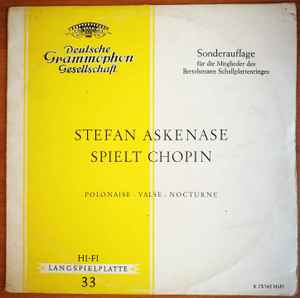 Deutsche
Grammophon
Gesellschaft
Sonderauflage
für die Mitglieder des
Bertelsmann Schallplattenringes
STEFAN ASKENASE
SPIELT CHOPIN
POLONAISE - VALSE - NOCTURNE
HI-FI
LANGSPIELPLATTE
33